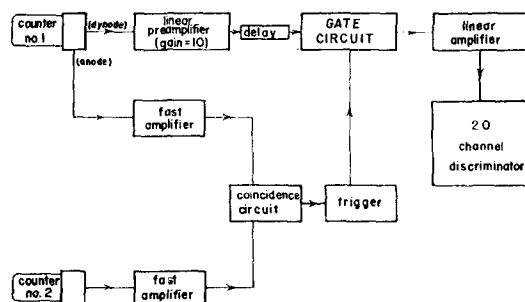 counter
no. 1
(dynode)
(anode)
linear
preamplifier
(gain=10)
delay
GATE
CIRCUIT
linear
amplifier
20
channel
discriminator
fast
amplifier
coincidence
circuit
trigger
counter
no. 2
fast
amplifier